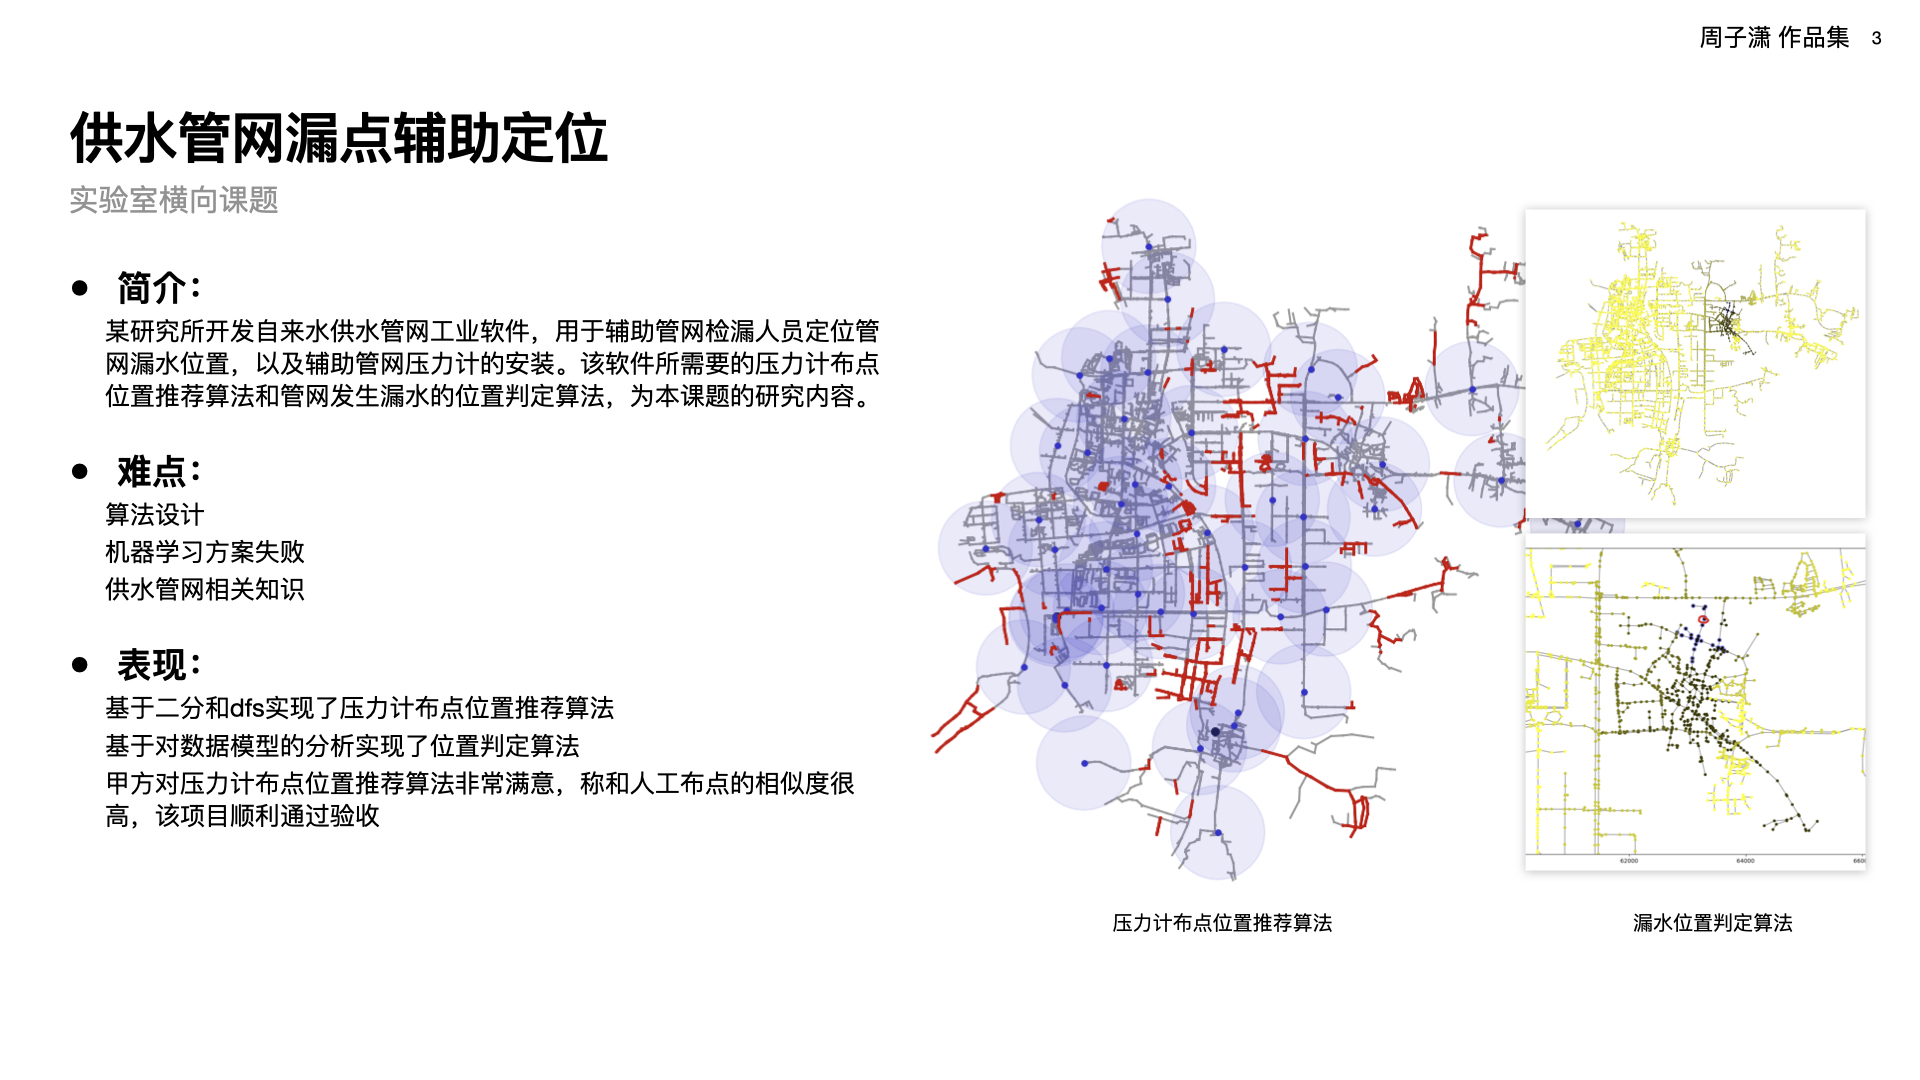 周子潇 作品集 3
供水管网漏点辅助定位
实验室横向课题
● 简介：
某研究所开发自来水供水管网工业软件，用于辅助管网检漏人员定位管
网漏水位置，以及辅助管网压力计的安装。该软件所需要的压力计布点
位置推荐算法和管网发生漏水的位置判定算法，为本课题的研究内容。
● 难点：
算法设计
机器学习方案失败
供水管网相关知识
● 表现：
基于二分和dfs实现了压力计布点位置推荐算法
基于对数据模型的分析实现了位置判定算法
甲方对压力计布点位置推荐算法非常满意，称和人工布点的相似度很
高，该项目顺利通过验收
62000 64000
压力计布点位置推荐算法
漏水位置判定算法